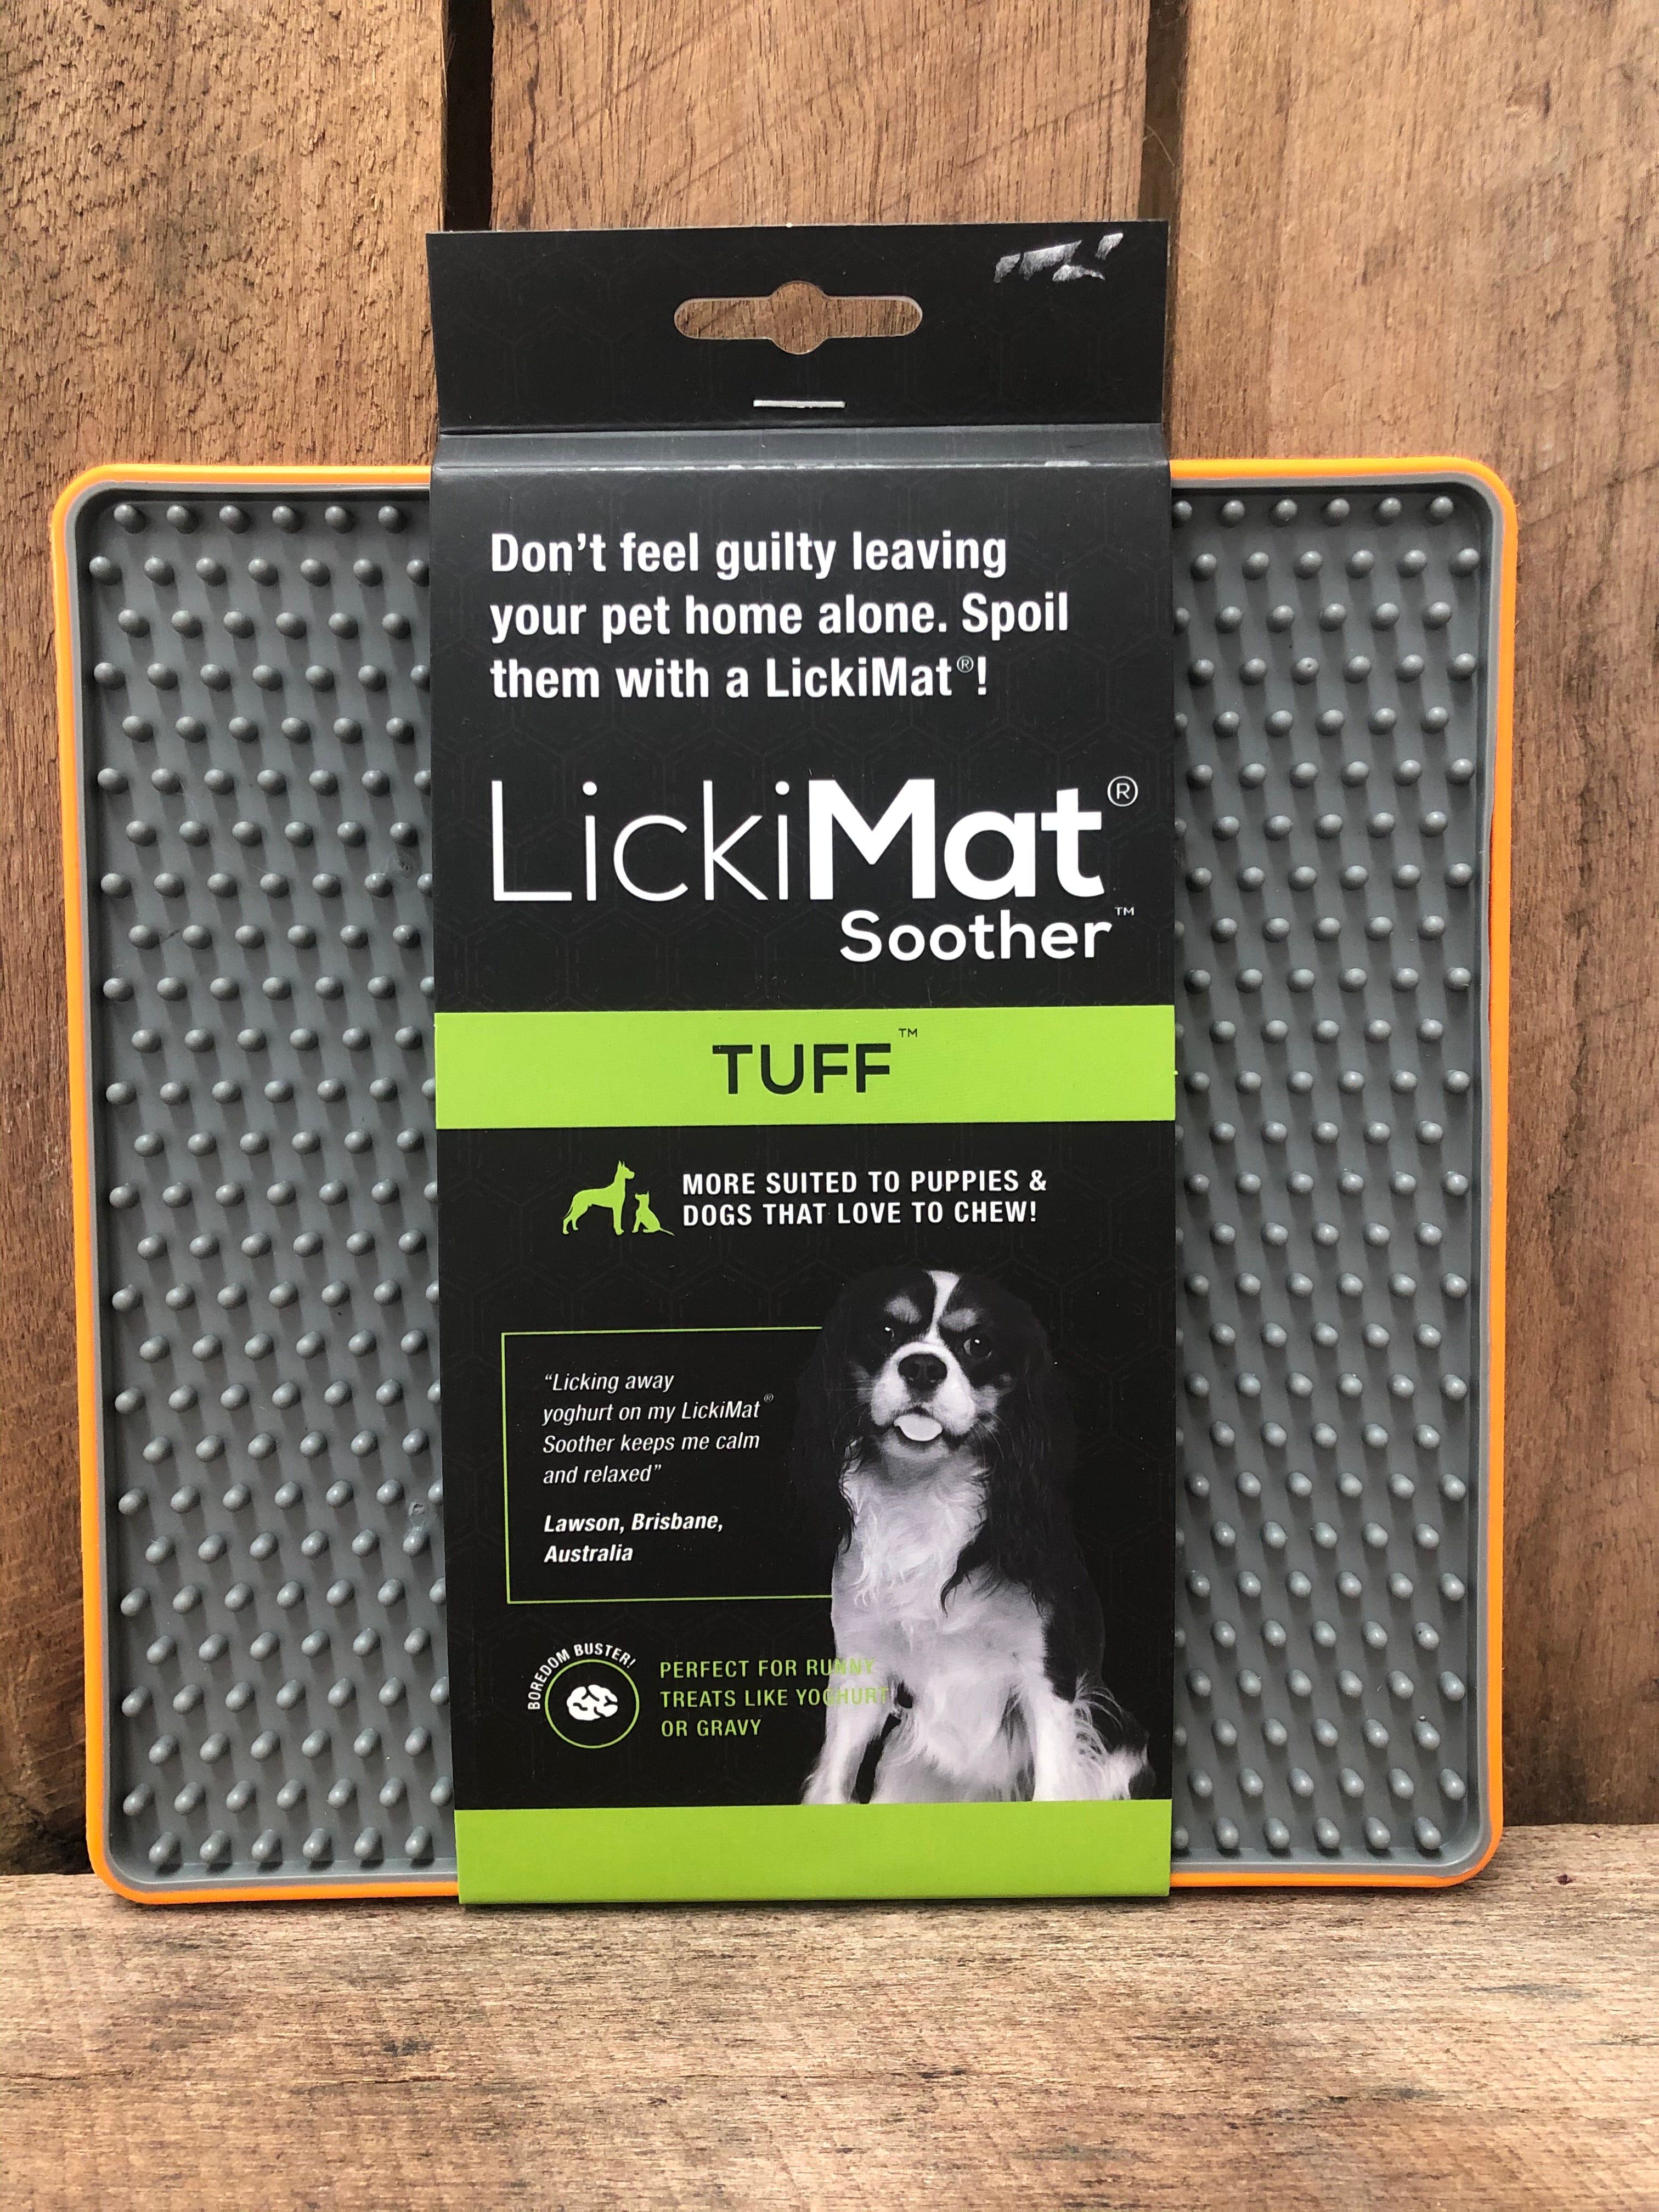 Don't feel guilty leaving
your pet home alone. Spoil
them with a LickiMat®!
LickiMat®
Soother™
TUFF™
MORE SUITED TO PUPPIES &
DOGS THAT LOVE TO CHEW!
"Licking away
yoghurt on my LickiMat®
Soother keeps me calm
and relaxed"
Lawson, Brisbane,
Australia
BOREDOM BUSTER!
PERFECT FOR RUNNY
TREATS LIKE YOGHURT
OR GRAVY